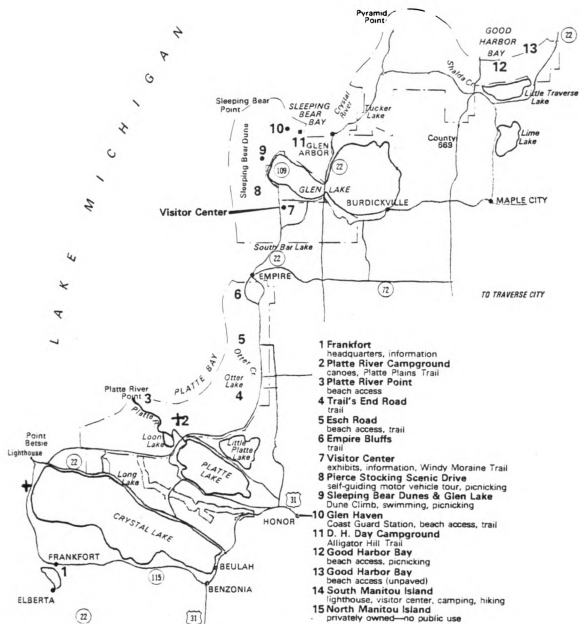 Pyramid
Point
GOOD
HARBOR
BAY
13
22
12
Shalda Cr
Little Traverse
Lake
Sleeping Bear
Point
SLEEPING
BEAR
BAY
Crystal
River
Tucker
Lake
10
11
GLEN
ARBOR
County
669
Lime
Lake
9
Sleeping Bear Dune
109
22
8
GLEN LAKE
Visitor Center
7
BURDICKVILLE
MAPLE CITY
South Bar Lake
22
EMPIRE
72
6
TO TRAVERSE CITY
LAKE MICHIGAN
5
Otter Cr
PLATTE BAY
Otter
Lake
4
Platte River
Point
3
Platte R
2
Point
Betsie
Lighthouse
Loon
Lake
Little
Platte
Lake
22
Long
Lake
PLATTE
LAKE
31
HONOR
CRYSTAL LAKE
FRANKFORT
BEULAH
1
115
BENZONIA
ELBERTA
22
31
1 Frankfort
headquarters, information
2 Platte River Campground
canoes, Platte Plains Trail
3 Platte River Point
beach access
4 Trail's End Road
trail
5 Esch Road
beach access, trail
6 Empire Bluffs
trail
7 Visitor Center
exhibits, information, Windy Moraine Trail
8 Pierce Stocking Scenic Drive
self-guiding motor vehicle tour, picnicking
9 Sleeping Bear Dunes & Glen Lake
Dune Climb, swimming, picnicking
10 Glen Haven
Coast Guard Station, beach access, trail
11 D. H. Day Campground
Alligator Hill Trail
12 Good Harbor Bay
beach access, picnicking
13 Good Harbor Bay
beach access (unpaved)
14 South Manitou Island
lighthouse, visitor center, camping, hiking
15 North Manitou Island
privately owned—no public use